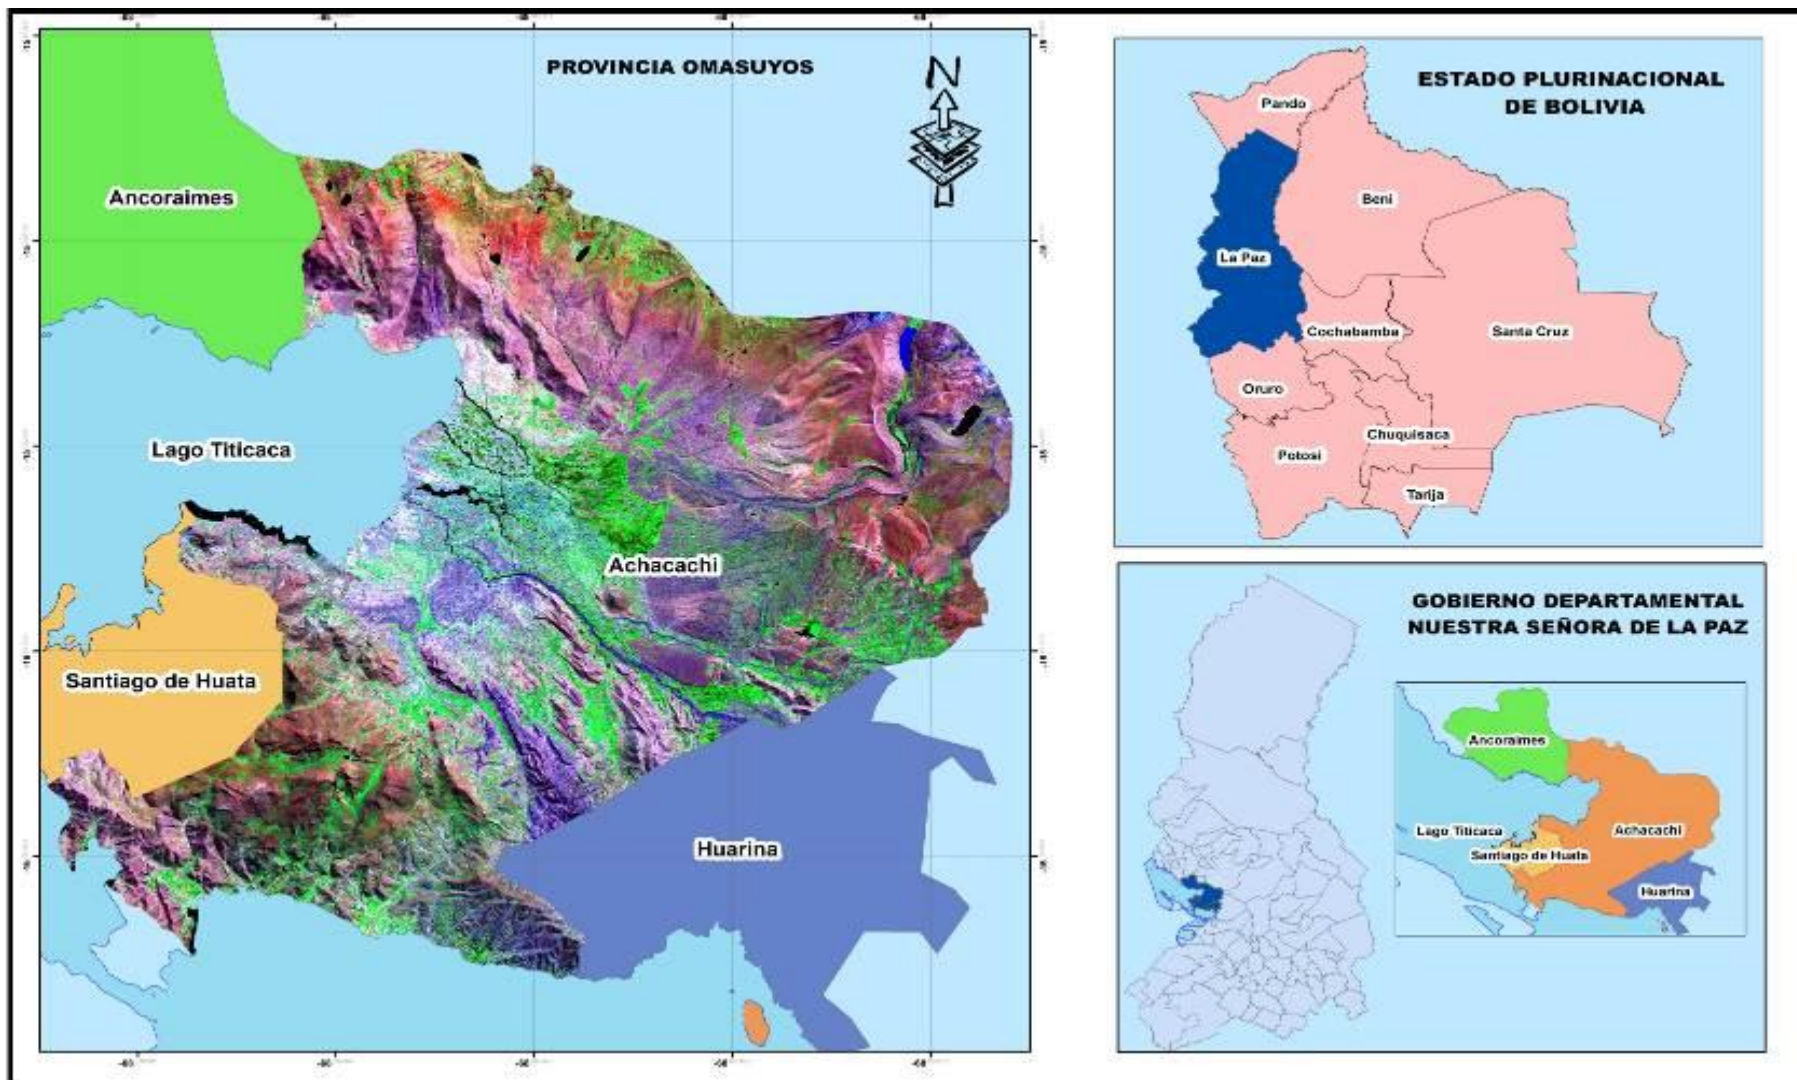 PROVINCIA OMASUYOS
N
Ancoraimes
Lago Titicaca
Achacachi
Santiago de Huata
Huarina
ESTADO PLURINACIONAL
DE BOLIVIA
Pando
Beni
La Paz
Cochabamba
Santa Cruz
Oruro
Chuquisaca
Potosi
Tarija
GOBIERNO DEPARTAMENTAL
NUESTRA SEÑORA DE LA PAZ
Ancoraimes
Lago Titicaca
Achacachi
Santiago de Huata
Huarina